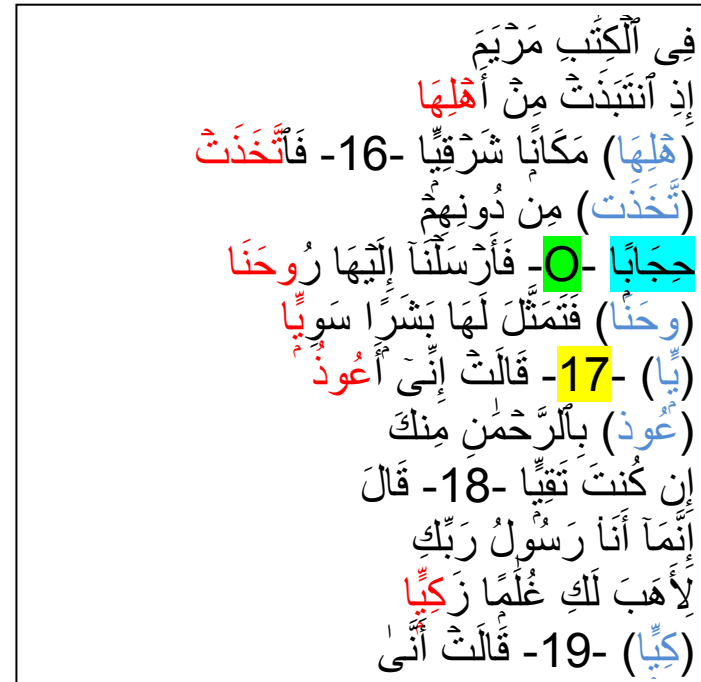 فِى ٱلْكِتَٰبِ مَرْيَمَ
إِذِ ٱنتَبَذَتْ مِنْ أَهْلِهَا
(هْلِهَا) مَكَانًا شَرْقِيًّا -16- فَٱتَّخَذَتْ
(تَّخَذَت) مِن دُونِهِمْ
حِجَابًا -O- فَأَرْسَلْنَآ إِلَيْهَا رُوحَنَا
(وحَنَا) فَتَمَثَّلَ لَهَا بَشَرًا سَوِيًّا
(يًّا) -17- قَالَتْ إِنِّىٓ أَعُوذُ
(عُوذ) بِٱلرَّحْمَٰنِ مِنكَ
إِن كُنتَ تَقِيًّا -18- قَالَ
إِنَّمَآ أَنَا۠ رَسُولُ رَبِّكِ
لِأَهَبَ لَكِ غُلَٰمًا زَكِيًّا
(كِيًّا) -19- قَالَتْ أَنَّىٰ